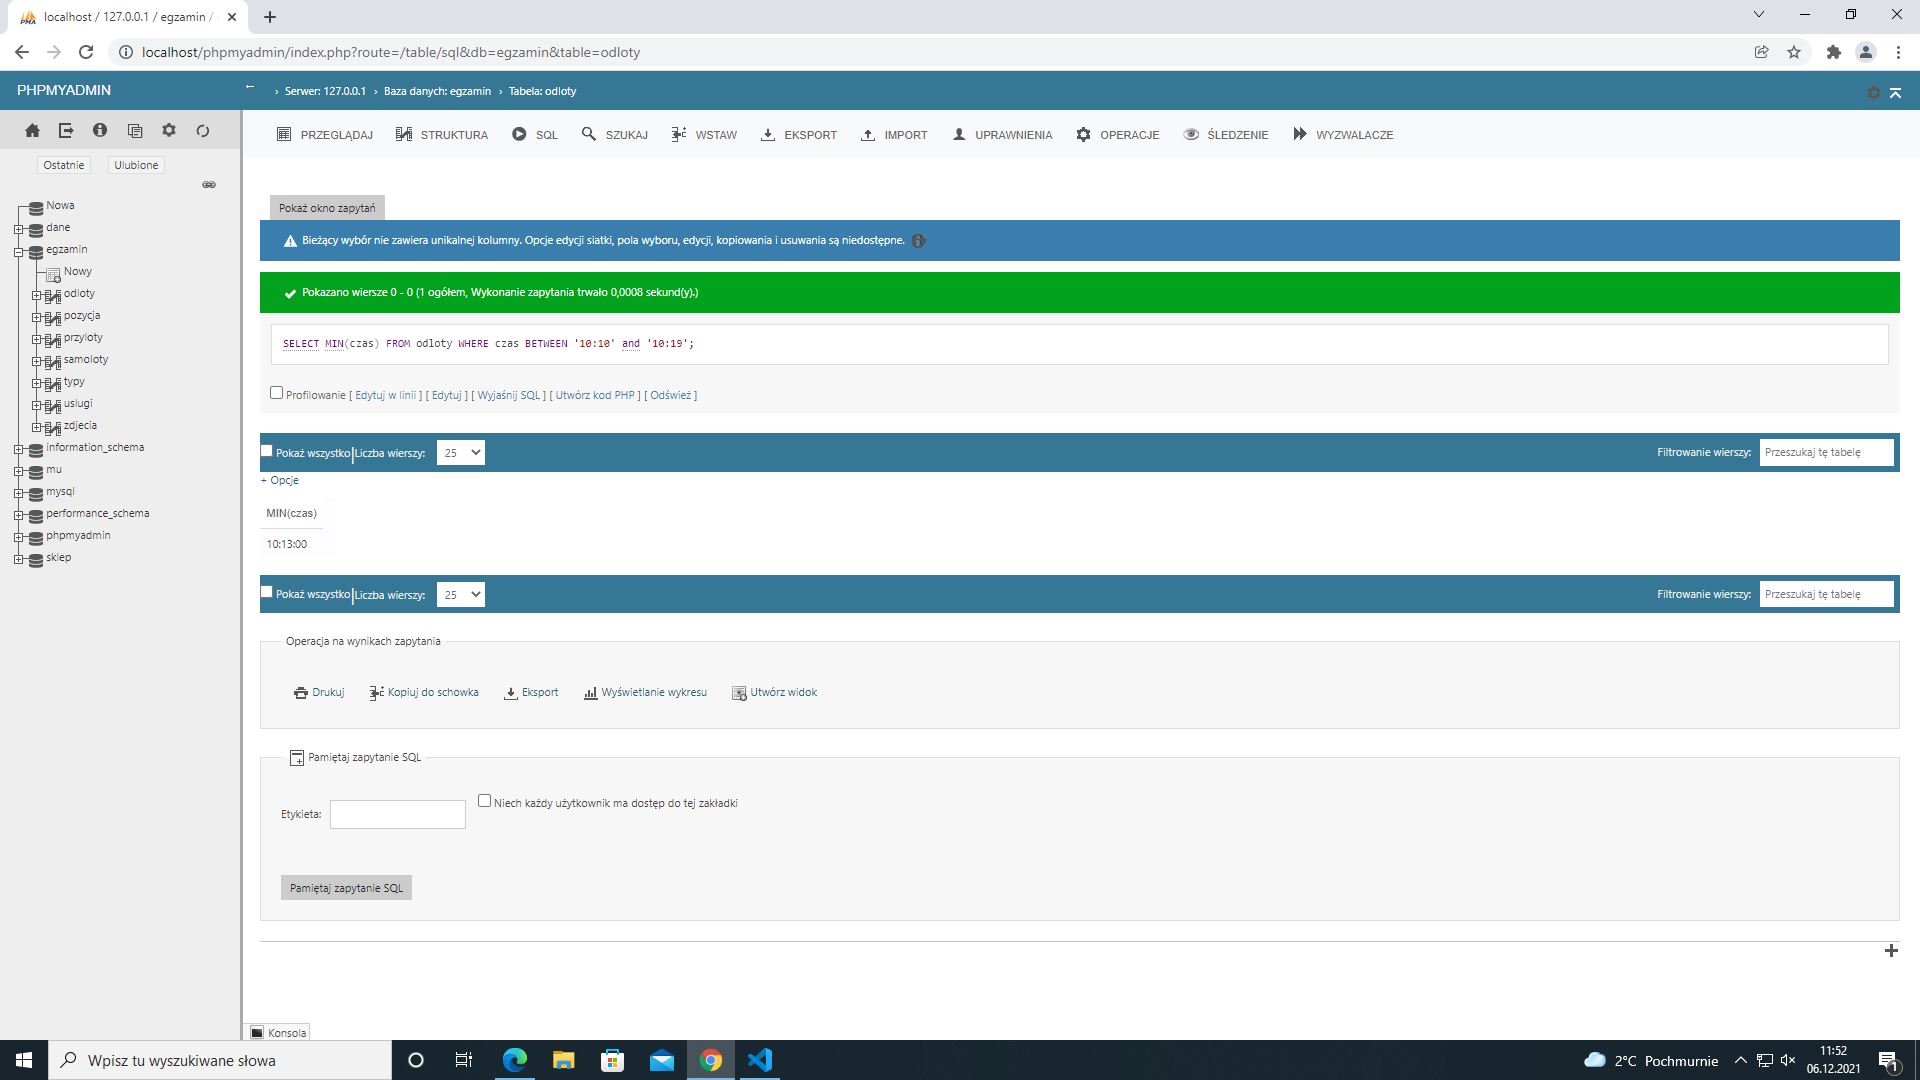 localhost / 127.0.0.1 / egzamin /
localhost/phpmyadmin/index.php?route=/table/sql&db=egzamin&table=odloty
PHPMYADMIN
Serwer: 127.0.0.1 › Baza danych: egzamin › Tabela: odloty
PRZEGLĄDAJ STRUKTURA SQL SZUKAJ WSTAW EKSPORT IMPORT UPRAWNIENIA OPERACJE ŚLEDZENIE WYZWALACZE
Ostatnie Ulubione
Nowa
dane
egzamin
Nowy
odloty
pozycja
przyloty
samoloty
typy
uslugi
zdjecia
information_schema
mu
mysql
performance_schema
phpmyadmin
sklep
Pokaż okno zapytań
Bieżący wybór nie zawiera unikalnej kolumny. Opcje edycji siatki, pola wyboru, edycji, kopiowania i usuwania są niedostępne.
Pokazano wiersze 0 - 0 (1 ogółem, Wykonanie zapytania trwało 0,0008 sekund(y).)
SELECT MIN(czas) FROM odloty WHERE czas BETWEEN '10:10' and '10:19';
Profilowanie [ Edytuj w linii ] [ Edytuj ] [ Wyjaśnij SQL ] [ Utwórz kod PHP ] [ Odśwież ]
Pokaż wszystko Liczba wierszy: 25 Filtrowanie wierszy: Przeszukaj tę tabelę
+ Opcje
MIN(czas)
10:13:00
Pokaż wszystko Liczba wierszy: 25 Filtrowanie wierszy: Przeszukaj tę tabelę
Operacja na wynikach zapytania
Drukuj Kopiuj do schowka Eksport Wyświetlanie wykresu Utwórz widok
Pamiętaj zapytanie SQL
Etykieta: Niech każdy użytkownik ma dostęp do tej zakładki
Pamiętaj zapytanie SQL
Konsola
Wpisz tu wyszukiwane słowa
2°C Pochmurnie
11:52
06.12.2021
1